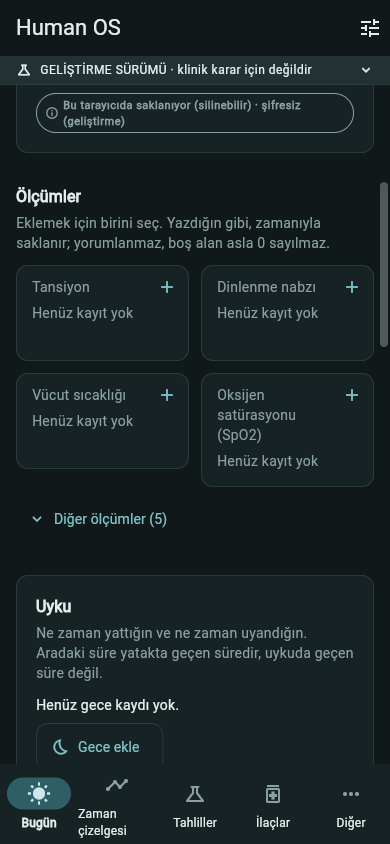 Human OS
GELİŞTİRME SÜRÜMÜ · klinik karar için değildir
Bu tarayıcıda saklanıyor (silinebilir) · şifresiz
(geliştirme)
Ölçümler
Eklemek için birini seç. Yazdığın gibi, zamanıyla
saklanır; yorumlanmaz, boş alan asla 0 sayılmaz.
Tansiyon
Henüz kayıt yok
Dinlenme nabzı
Henüz kayıt yok
Vücut sıcaklığı
Henüz kayıt yok
Oksijen
satürasyonu
(SpO2)
Henüz kayıt yok
Diğer ölçümler (5)
Uyku
Ne zaman yattığın ve ne zaman uyandığın.
Aradaki süre yatakta geçen süredir, uykuda geçen
süre değil.
Henüz gece kaydı yok.
Gece ekle
Bugün
Zaman
çizelgesi
Tahliller
İlaçlar
Diğer